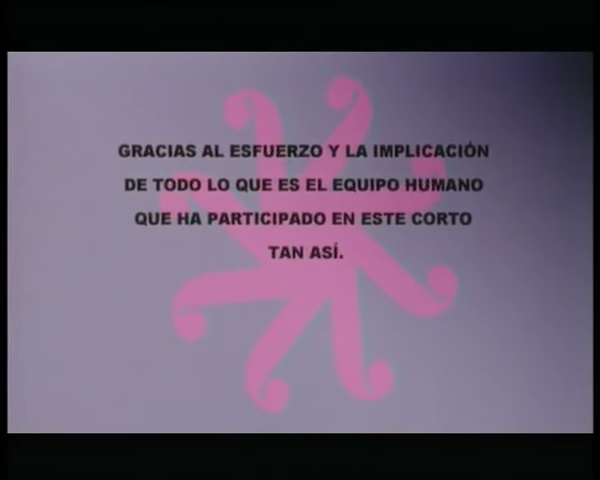 GRACIAS AL ESFUERZO Y LA IMPLICACIÓN
DE TODO LO QUE ES EL EQUIPO HUMANO
QUE HA PARTICIPADO EN ESTE CORTO
TAN ASÍ.